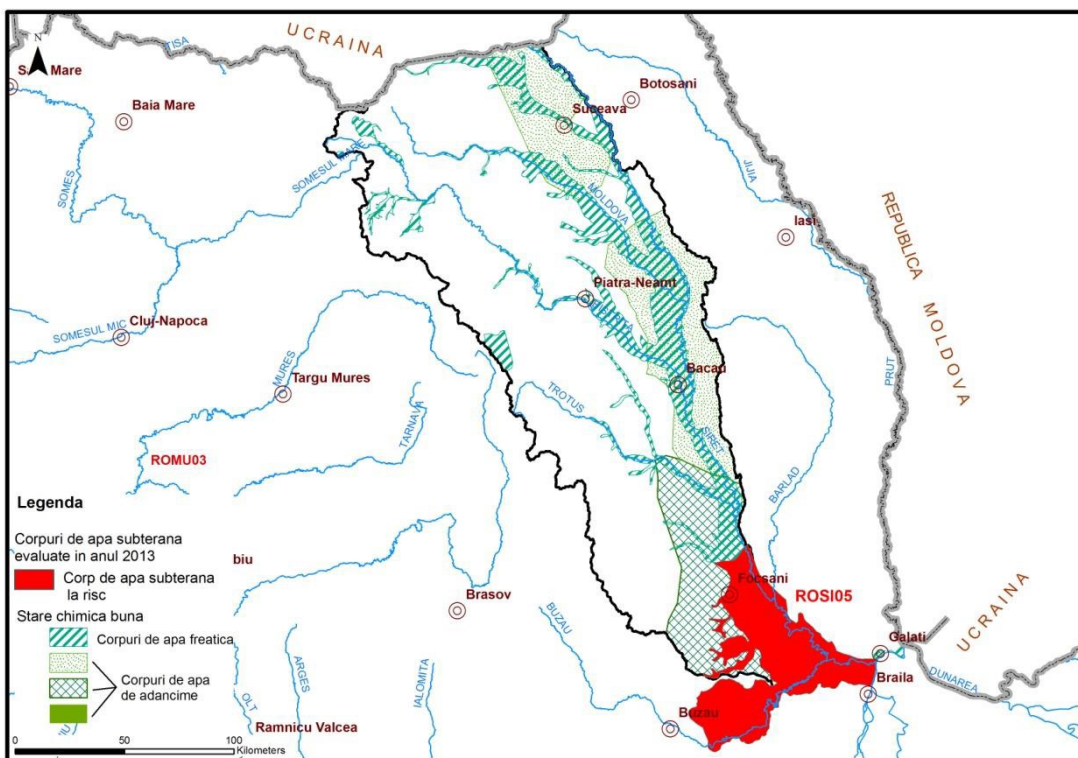 UCRAINA
TISA
N
Mare
Baia Mare
Botosani
Suceava
SOMES
SOMESUL MARE
JIJIA
MOLDOVA
Iasi
REPUBLICA MOLDOVA
Piatra-Neamt
SOMESUL MIC
Cluj-Napoca
PRUT
MURES
Targu Mures
Bacau
TARNAVA
TROTUS
SIRET
ROMU03
BARLAD
Legenda
Corpuri de apa subterana
evaluate in anul 2013
Corp de apa subterana
la risc
Stare chimica buna
Corpuri de apa freatica
Corpuri de apa
de adancime
biu
Brasov
Focsani
ROSI05
BUZAU
UCRAINA
Galati
DUNAREA
Braila
ARGES
IALOMITA
OLT
Ramnicu Valcea
Buzau
0 50 100
Kilometers